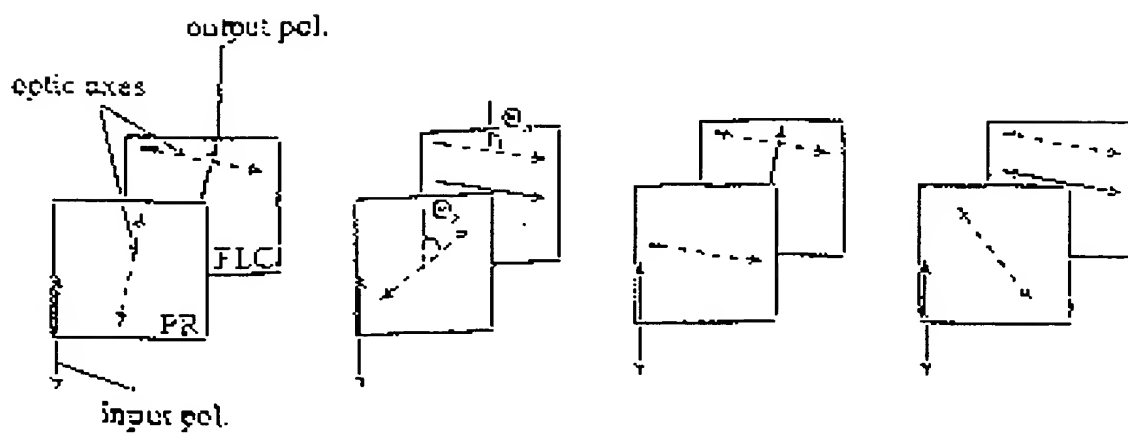 output pol.
optic axes
Θ
Θ
FLC
PR
input pol.